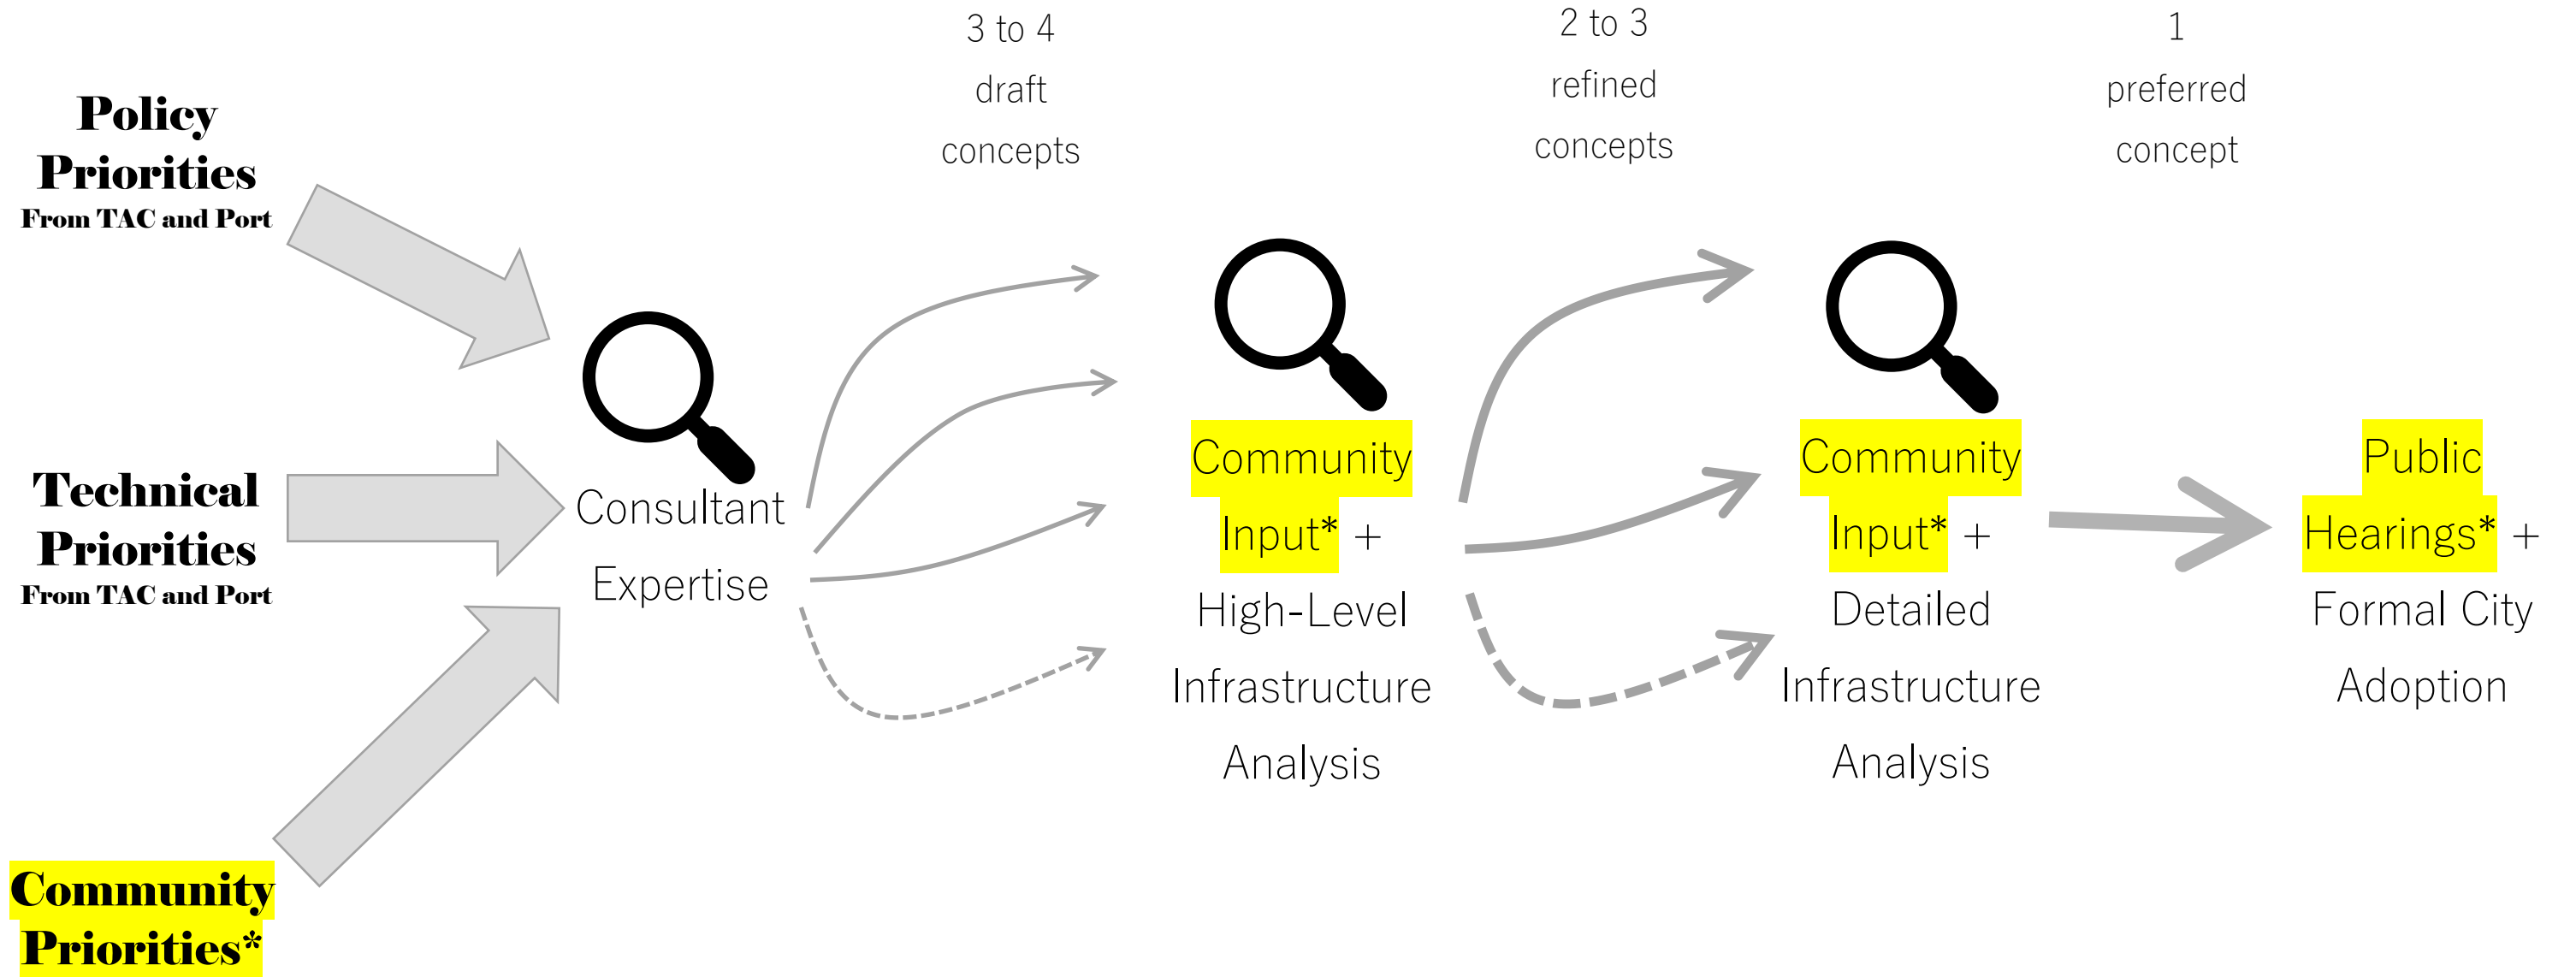 Policy
Priorities
From TAC and Port
Technical
Priorities
From TAC and Port
Community
Priorities*
Consultant
Expertise
3 to 4
draft
concepts
Community
Input* +
High-Level
Infrastructure
Analysis
2 to 3
refined
concepts
Community
Input* +
Detailed
Infrastructure
Analysis
1
preferred
concept
Public
Hearings* +
Formal City
Adoption